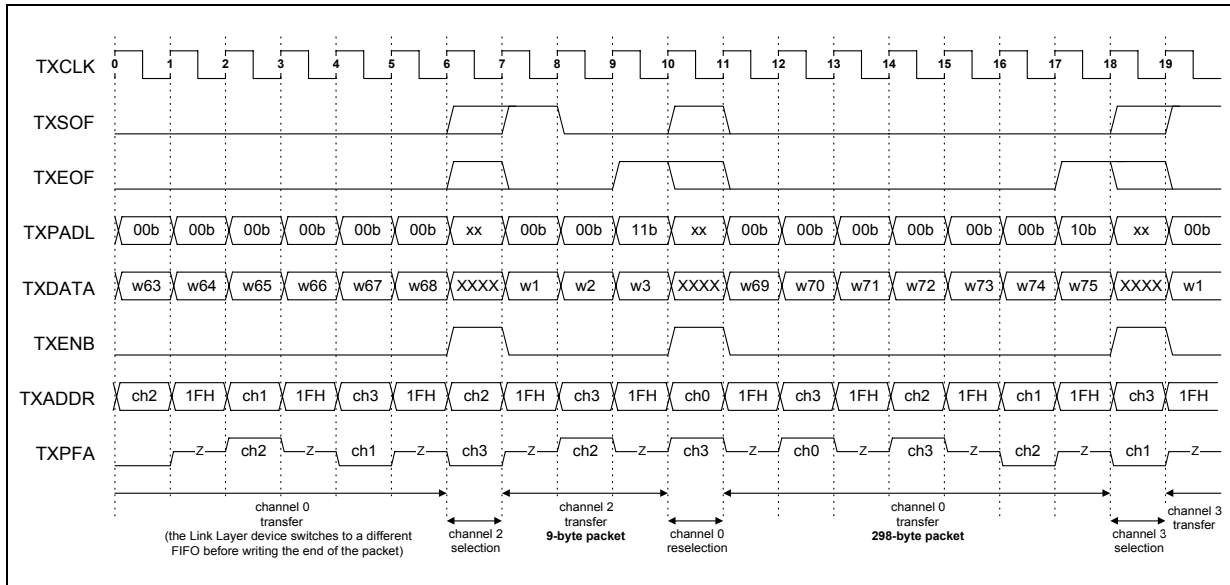 TXCLK 0 1 2 3 4 5 6 7 8 9 10 11 12 13 14 15 16 17 18 19
TXSOF
TXEOF
TXPADL 00b 00b 00b 00b 00b 00b xx 00b 00b 11b xx 00b 00b 00b 00b 00b 00b 10b xx 00b
TXDATA w63 w64 w65 w66 w67 w68 XXXX w1 w2 w3 XXXX w69 w70 w71 w72 w73 w74 w75 XXXX w1
TXENB
TXADDR ch2 1FH ch1 1FH ch3 1FH ch2 1FH ch3 1FH ch0 1FH ch3 1FH ch2 1FH ch1 1FH ch3 1FH
TXPFA Z ch2 Z ch1 Z ch3 Z ch2 Z ch3 Z ch0 Z ch3 Z ch2 Z ch1 Z
channel 0
transfer
(the Link Layer device switches to a different
FIFO before writing the end of the packet)
channel 2
selection
channel 2
transfer
9-byte packet
channel 0
reselection
channel 0
transfer
298-byte packet
channel 3
selection
channel 3
transfer